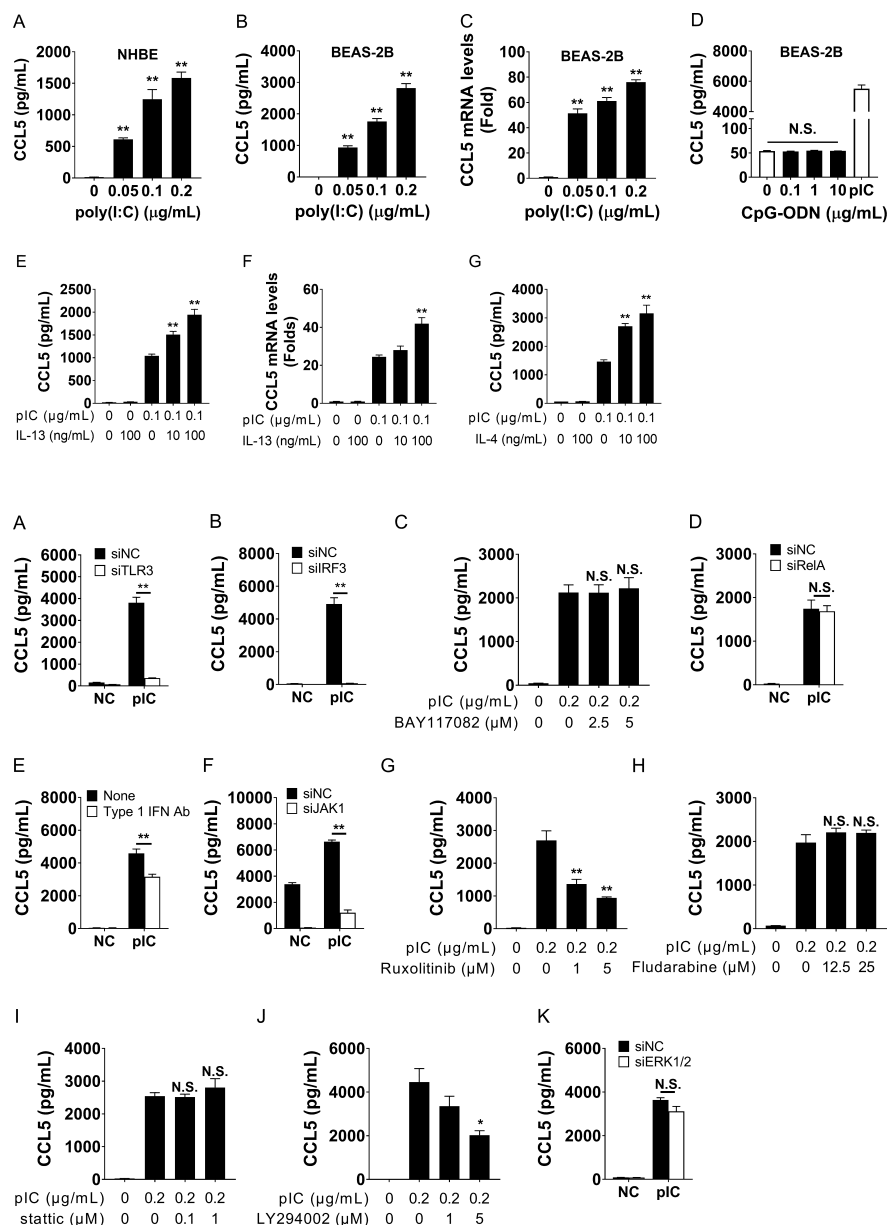 A
B
C
D
NHBE
BEAS-2B
BEAS-2B
BEAS-2B
CCL5 (pg/mL)
2500
2000
1500
1000
500
0
**
**
**
0 0.05 0.1 0.2
poly(I:C) (μg/mL)
CCL5 (pg/mL)
4000
3000
2000
1000
0
**
**
**
0 0.05 0.1 0.2
poly(I:C) (μg/mL)
CCL5 mRNA levels
(Fold)
100
80
60
40
20
0
**
**
**
0 0.05 0.1 0.2
poly(I:C) (μg/mL)
CCL5 (pg/mL)
8000
6000
4000
100
50
0
N.S.
0 0.1 1 10 pIC
CpG-ODN (μg/mL)
E
CCL5 (pg/mL)
2500
2000
1500
1000
500
0
**
**
pIC (μg/mL) 0 0 0.1 0.1 0.1
IL-13 (ng/mL) 0 100 0 10 100
F
CCL5 mRNA levels
(Folds)
60
40
20
0
**
pIC (μg/mL) 0 0 0.1 0.1 0.1
IL-13 (ng/mL) 0 100 0 10 100
G
CCL5 (pg/mL)
4000
3000
2000
1000
0
**
**
pIC (μg/mL) 0 0 0.1 0.1 0.1
IL-4 (ng/mL) 0 100 0 10 100
A
CCL5 (pg/mL)
6000
5000
4000
3000
2000
1000
0
siNC
siTLR3
**
NC pIC
B
CCL5 (pg/mL)
8000
6000
4000
2000
0
siNC
siIRF3
**
NC pIC
C
CCL5 (pg/mL)
3000
2000
1000
0
N.S.
N.S.
pIC (μg/mL) 0 0.2 0.2 0.2
BAY117082 (μM) 0 0 2.5 5
D
CCL5 (pg/mL)
3000
2000
1000
0
siNC
siRelA
N.S.
NC pIC
E
CCL5 (pg/mL)
8000
6000
4000
2000
0
None
Type 1 IFN Ab
**
NC pIC
F
CCL5 (pg/mL)
10000
8000
6000
4000
2000
0
siNC
siJAK1
**
NC pIC
G
CCL5 (pg/mL)
4000
3000
2000
1000
0
**
**
pIC (μg/mL) 0 0.2 0.2 0.2
Ruxolitinib (μM) 0 0 1 5
H
CCL5 (pg/mL)
3000
2000
1000
0
N.S.
N.S.
pIC (μg/mL) 0 0.2 0.2 0.2
Fludarabine (μM) 0 0 12.5 25
I
CCL5 (pg/mL)
4000
3000
2000
1000
0
N.S.
N.S.
pIC (μg/mL) 0 0.2 0.2 0.2
stattic (μM) 0 0 0.1 1
J
CCL5 (pg/mL)
6000
4000
2000
0
*
pIC (μg/mL) 0 0.2 0.2 0.2
LY294002 (μM) 0 0 1 5
K
CCL5 (pg/mL)
6000
4000
2000
0
siNC
siERK1/2
N.S.
NC pIC